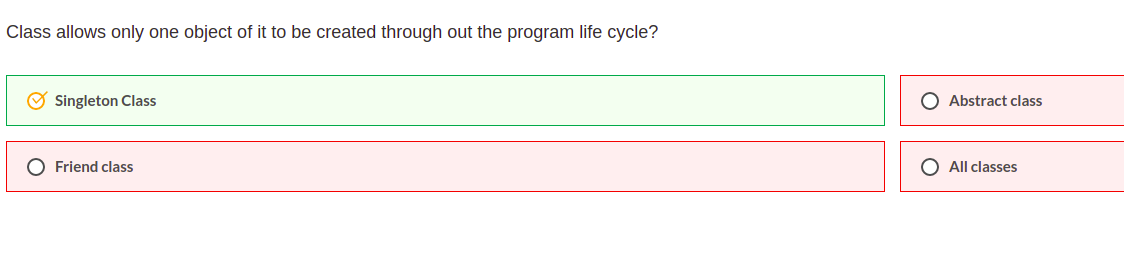 Class allows only one object of it to be created through out the program life cycle?
Singleton Class
Abstract class
Friend class
All classes